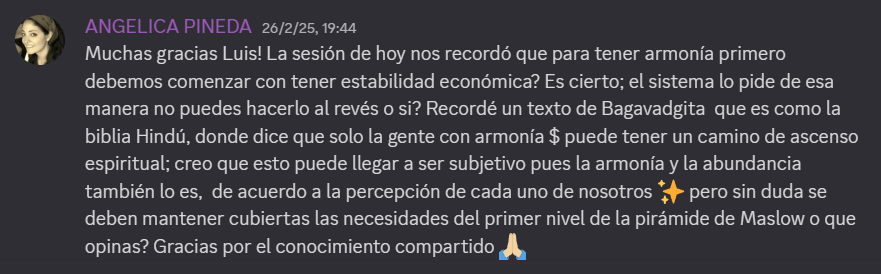 ANGELICA PINEDA 26/2/25, 19:44
Muchas gracias Luis! La sesión de hoy nos recordó que para tener armonía primero
debemos comenzar con tener estabilidad económica? Es cierto; el sistema lo pide de esa
manera no puedes hacerlo al revés o si? Recordé un texto de Bagavadgita que es como la
biblia Hindú, donde dice que solo la gente con armonía $ puede tener un camino de ascenso
espiritual; creo que esto puede llegar a ser subjetivo pues la armonía y la abundancia
también lo es, de acuerdo a la percepción de cada uno de nosotros ✨ pero sin duda se
deben mantener cubiertas las necesidades del primer nivel de la pirámide de Maslow o que
opinas? Gracias por el conocimiento compartido 🙏🏻